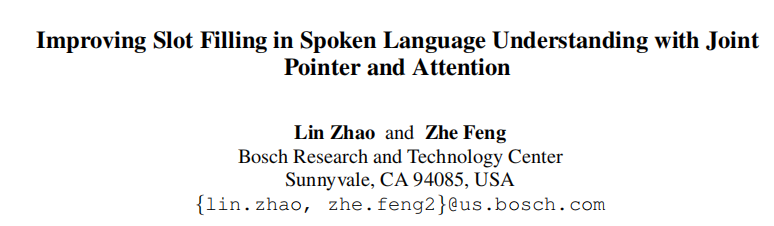 Improving Slot Filling in Spoken Language Understanding with Joint
Pointer and Attention
Lin Zhao and Zhe Feng
Bosch Research and Technology Center
Sunnyvale, CA 94085, USA
{lin.zhao, zhe.feng2}@us.bosch.com